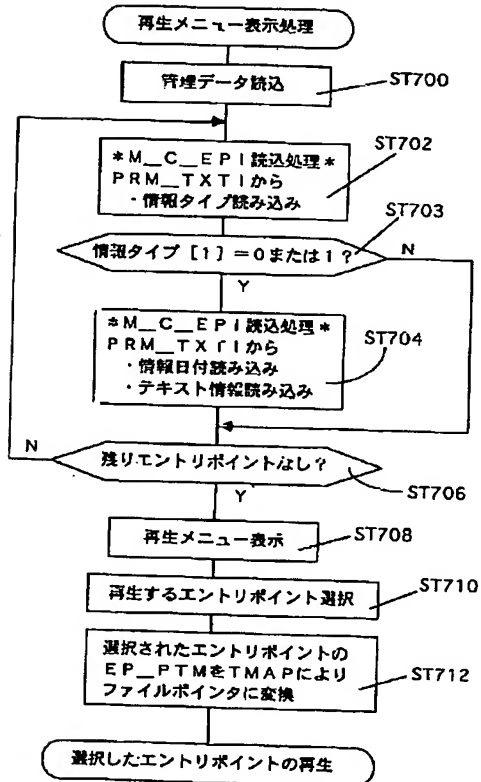 再生メニュー表示処理
管理データ読込
ST700
*M__C__EPI読込処理*
PRM__TXTIから
・情報タイプ読み込み
ST702
情報タイプ [1] =0または1?
ST703
N
Y
*M__C__EPI読込処理*
PRM__TXTIから
・情報日付読み込み
・テキスト情報読み込み
ST704
残りエントリポイントなし?
N
ST706
Y
再生メニュー表示
ST708
再生するエントリポイント選択
ST710
選択されたエントリポイントの
EP__PTMをTMAPにより
ファイルポインタに変換
ST712
選択したエントリポイントの再生